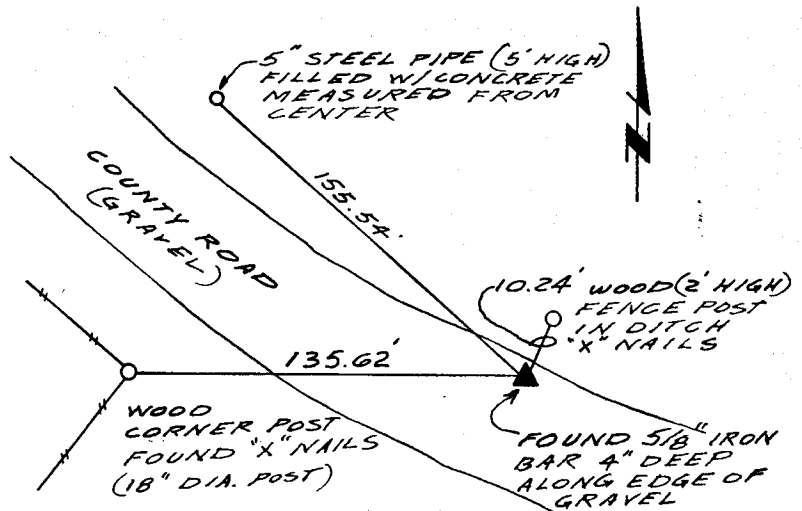 5" STEEL PIPE (5' HIGH)
FILLED W/CONCRETE
MEASURED FROM
CENTER
N
COUNTY ROAD
(GRAVEL)
155.54'
10.24' WOOD (2' HIGH)
FENCE POST
IN DITCH
"X" NAILS
135.62'
WOOD
CORNER POST
FOUND "X" NAILS
(18" DIA. POST)
FOUND 5/8" IRON
BAR 4" DEEP
ALONG EDGE OF
GRAVEL